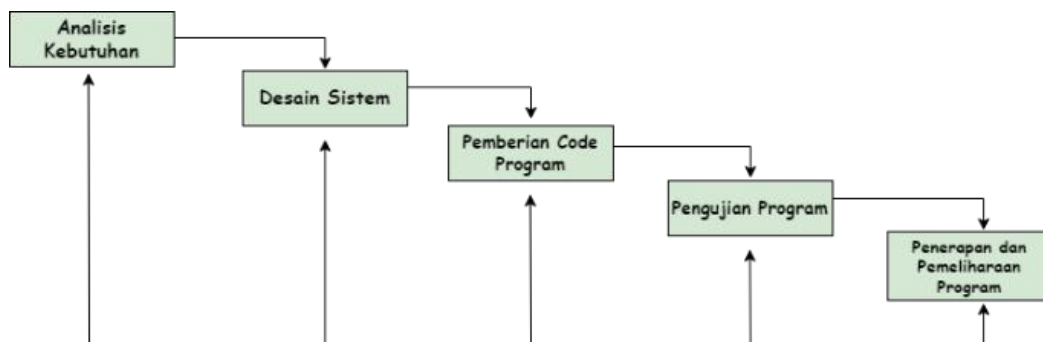 Analisis
Kebutuhan
Desain Sistem
Pemberian Code
Program
Pengujian Program
Penerapan dan
Pemeliharaan
Program